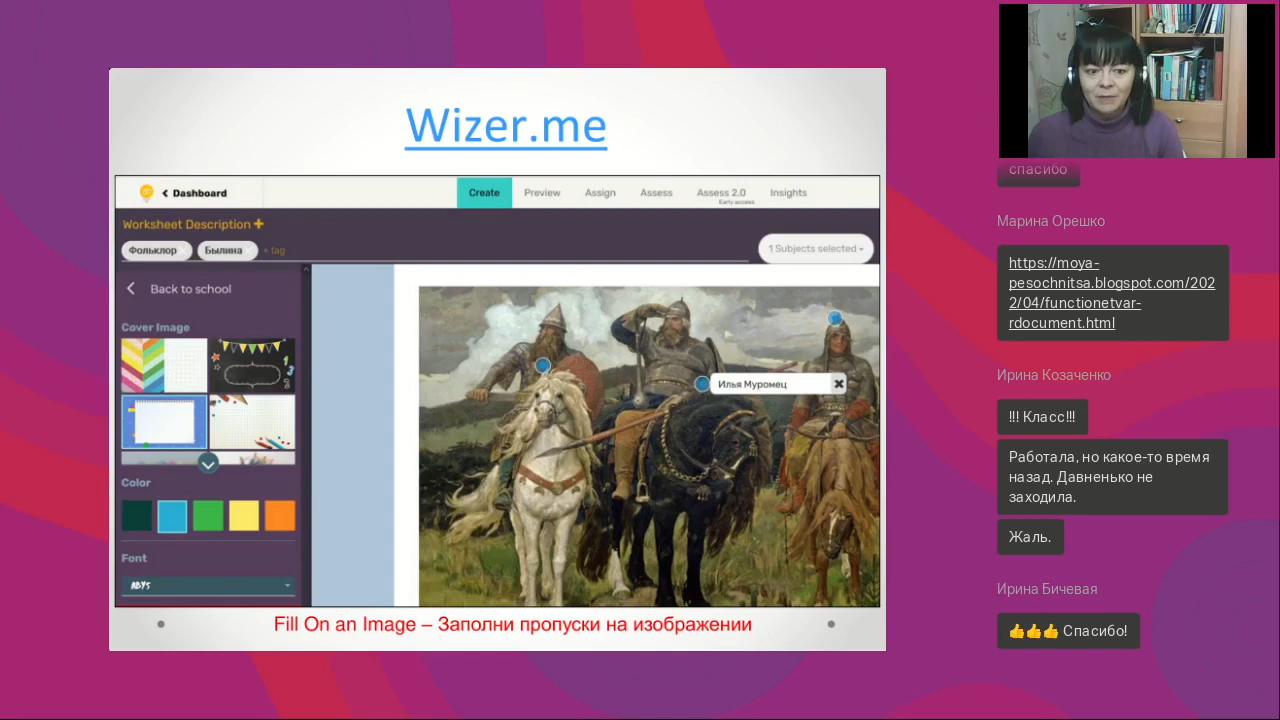 Wizer.me
Dashboard
Create
Preview
Assign
Assess
Assess 2.0
Early access
Insights
Worksheet Description +
Фольклор
Былина
+ tag
1 Subjects selected
Back to school
Cover Image
Color
Font
ABYS
Илья Муромец
Fill On an Image – Заполни пропуски на изображении
спасибо
Марина Орешко
https://moya-
pesochnitsa.blogspot.com/202
2/04/functionetvar-
rdocument.html
Ирина Козаченко
!!! Класс!!!
Работала, но какое-то время
назад. Давненько не
заходила.
Жаль.
Ирина Бичевая
👍👍👍 Спасибо!